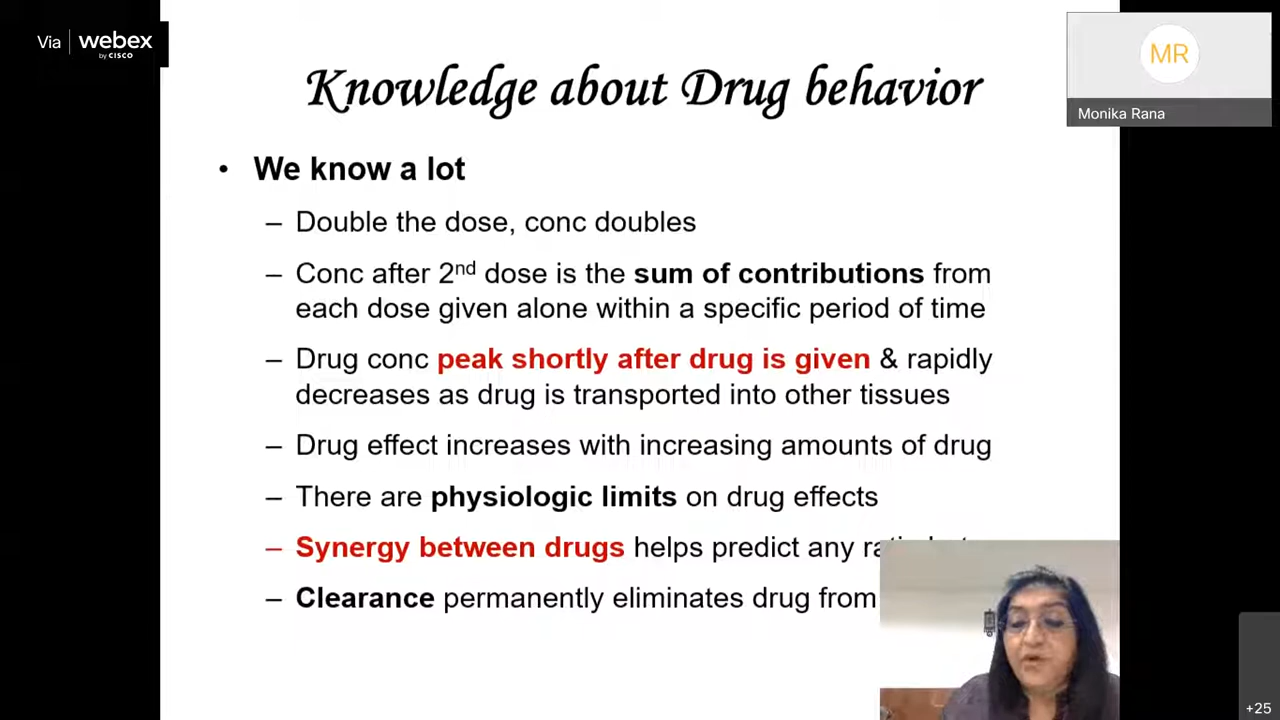 Via webex
by CISCO
MR
Monika Rana
Knowledge about Drug behavior
• We know a lot
– Double the dose, conc doubles
– Conc after 2nd dose is the sum of contributions from
each dose given alone within a specific period of time
– Drug conc peak shortly after drug is given & rapidly
decreases as drug is transported into other tissues
– Drug effect increases with increasing amounts of drug
– There are physiologic limits on drug effects
– Synergy between drugs helps predict any
– Clearance permanently eliminates drug from
+25